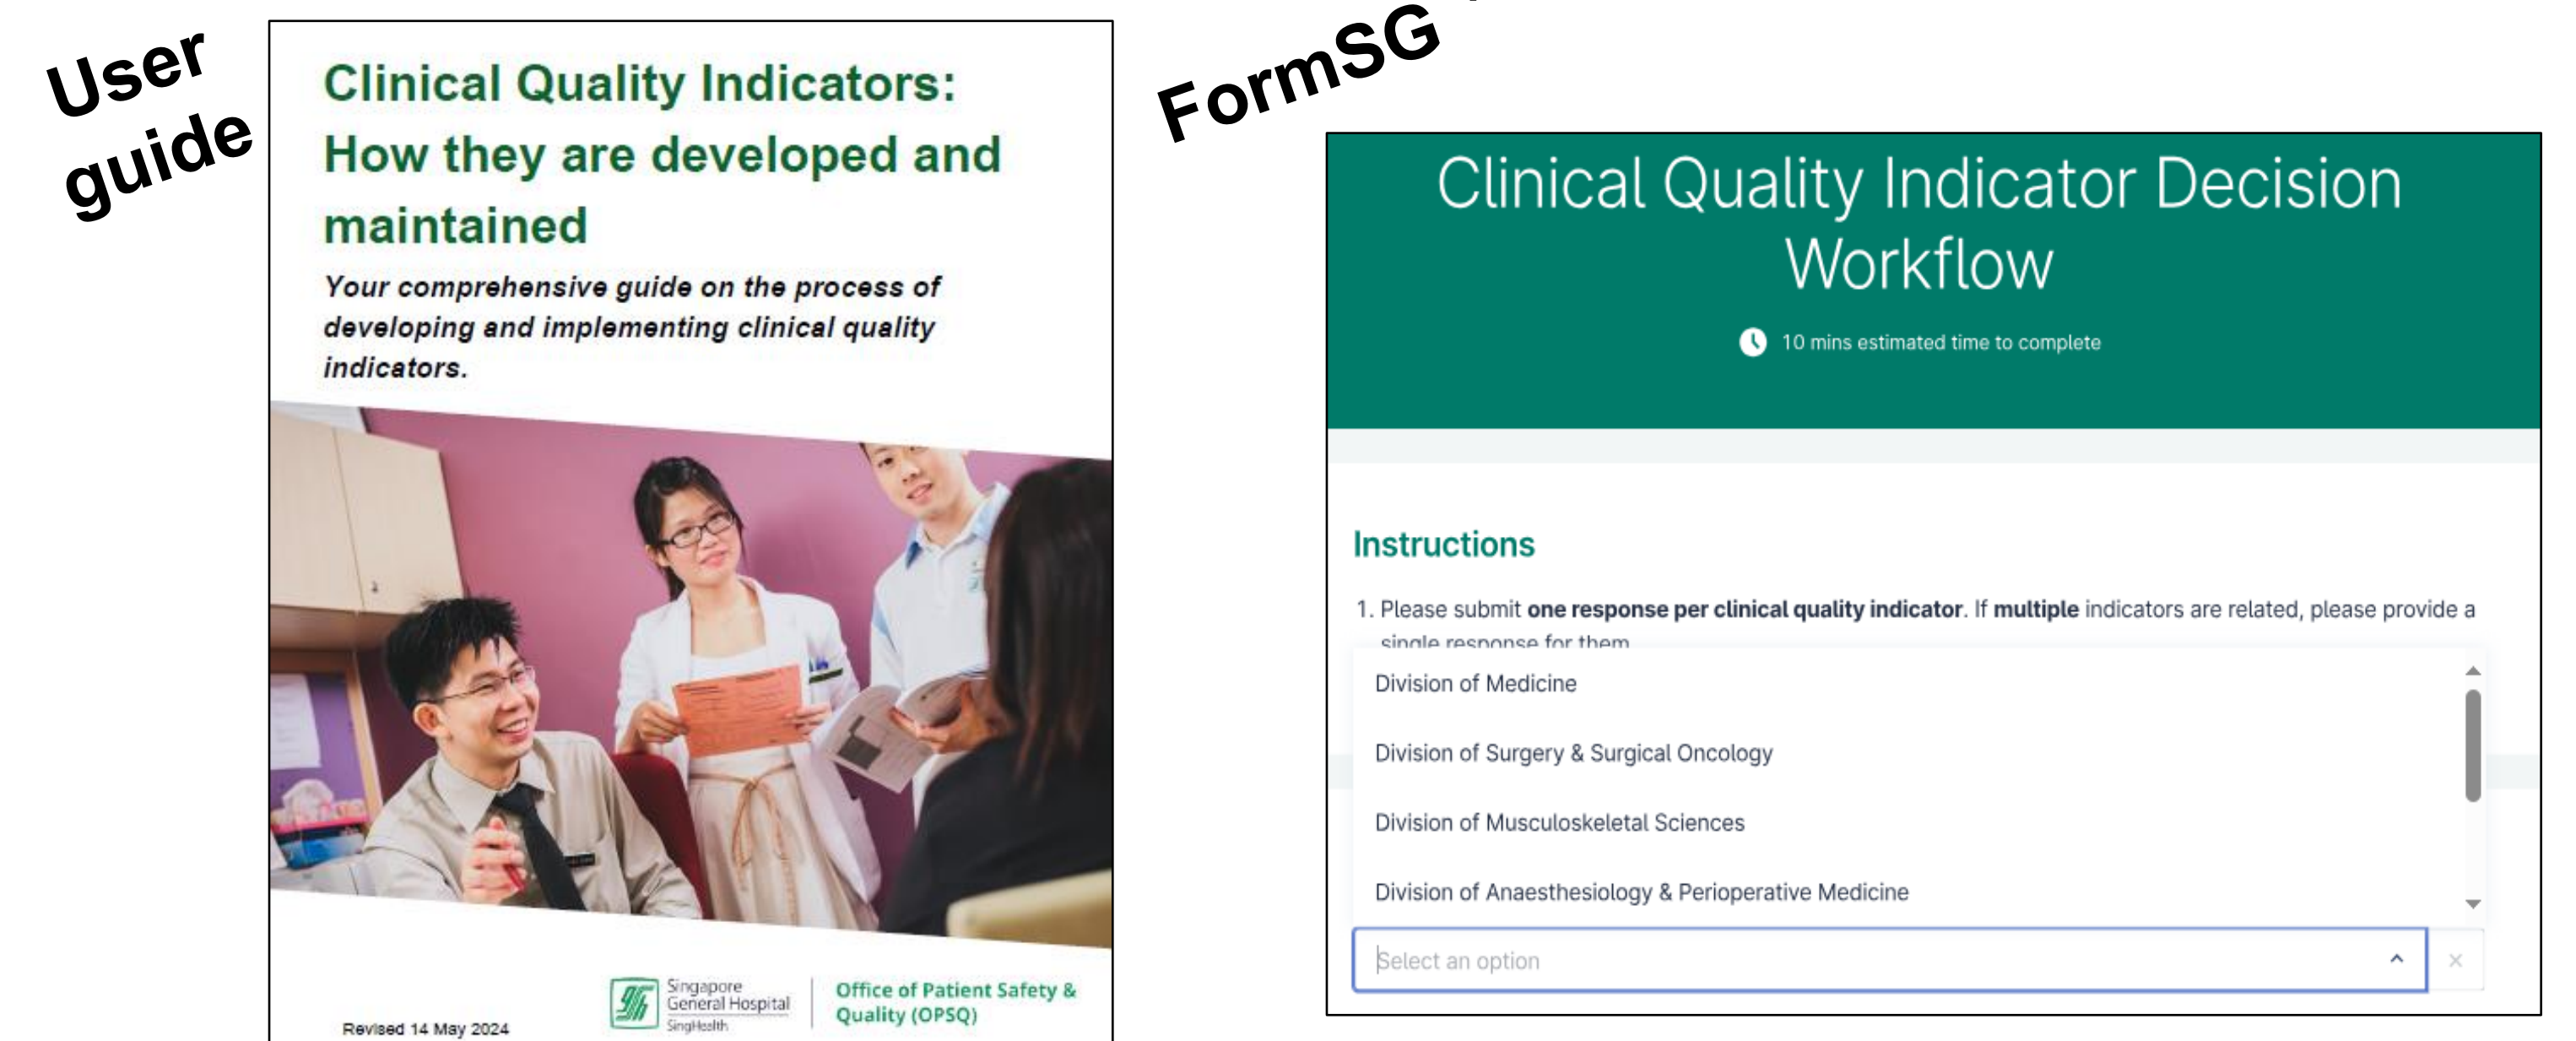 User
guide
Clinical Quality Indicators:
How they are developed and
maintained
Your comprehensive guide on the process of
developing and implementing clinical quality
indicators.
Revised 14 May 2024
Singapore
General Hospital
SingHealth
Office of Patient Safety &
Quality (OPSQ)
FormSG
Clinical Quality Indicator Decision
Workflow
10 mins estimated time to complete
Instructions
1. Please submit one response per clinical quality indicator. If multiple indicators are related, please provide a
single response for them
Division of Medicine
Division of Surgery & Surgical Oncology
Division of Musculoskeletal Sciences
Division of Anaesthesiology & Perioperative Medicine
Select an option